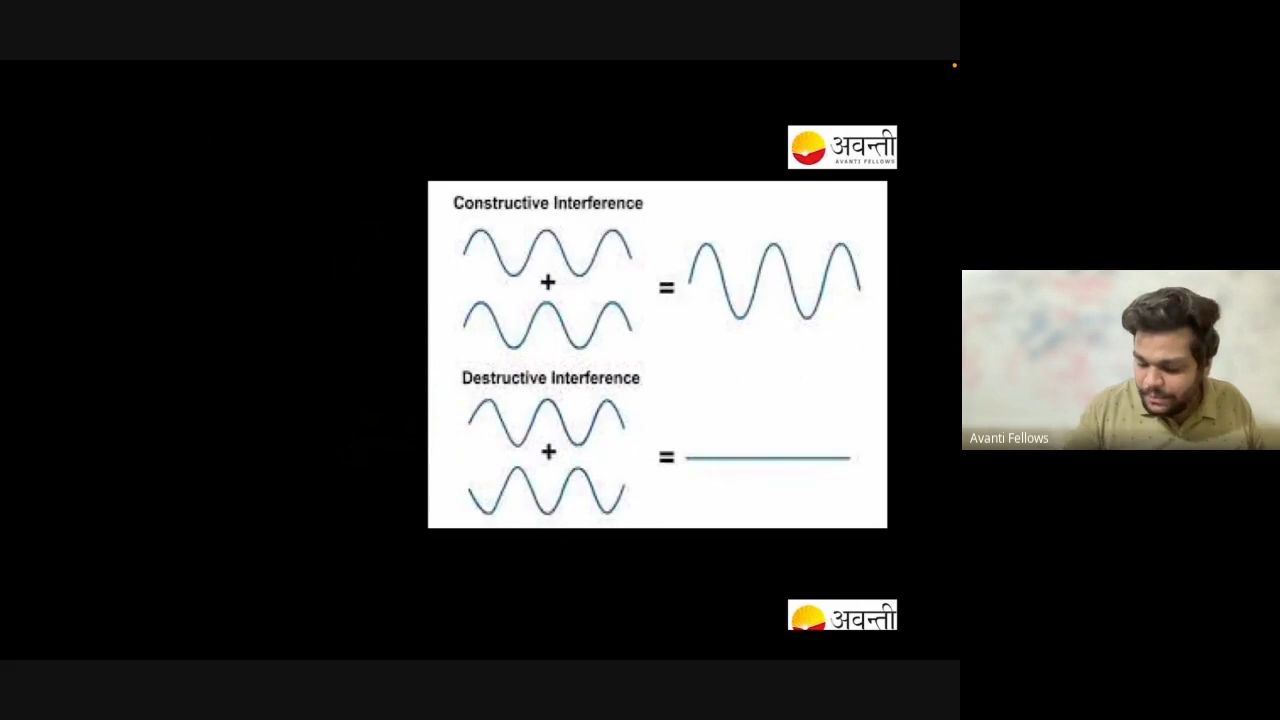 अवन्ती
AVANTI FELLOWS
Constructive Interference
+
=
+
Destructive Interference
=
Avanti Fellows
अवन्ती